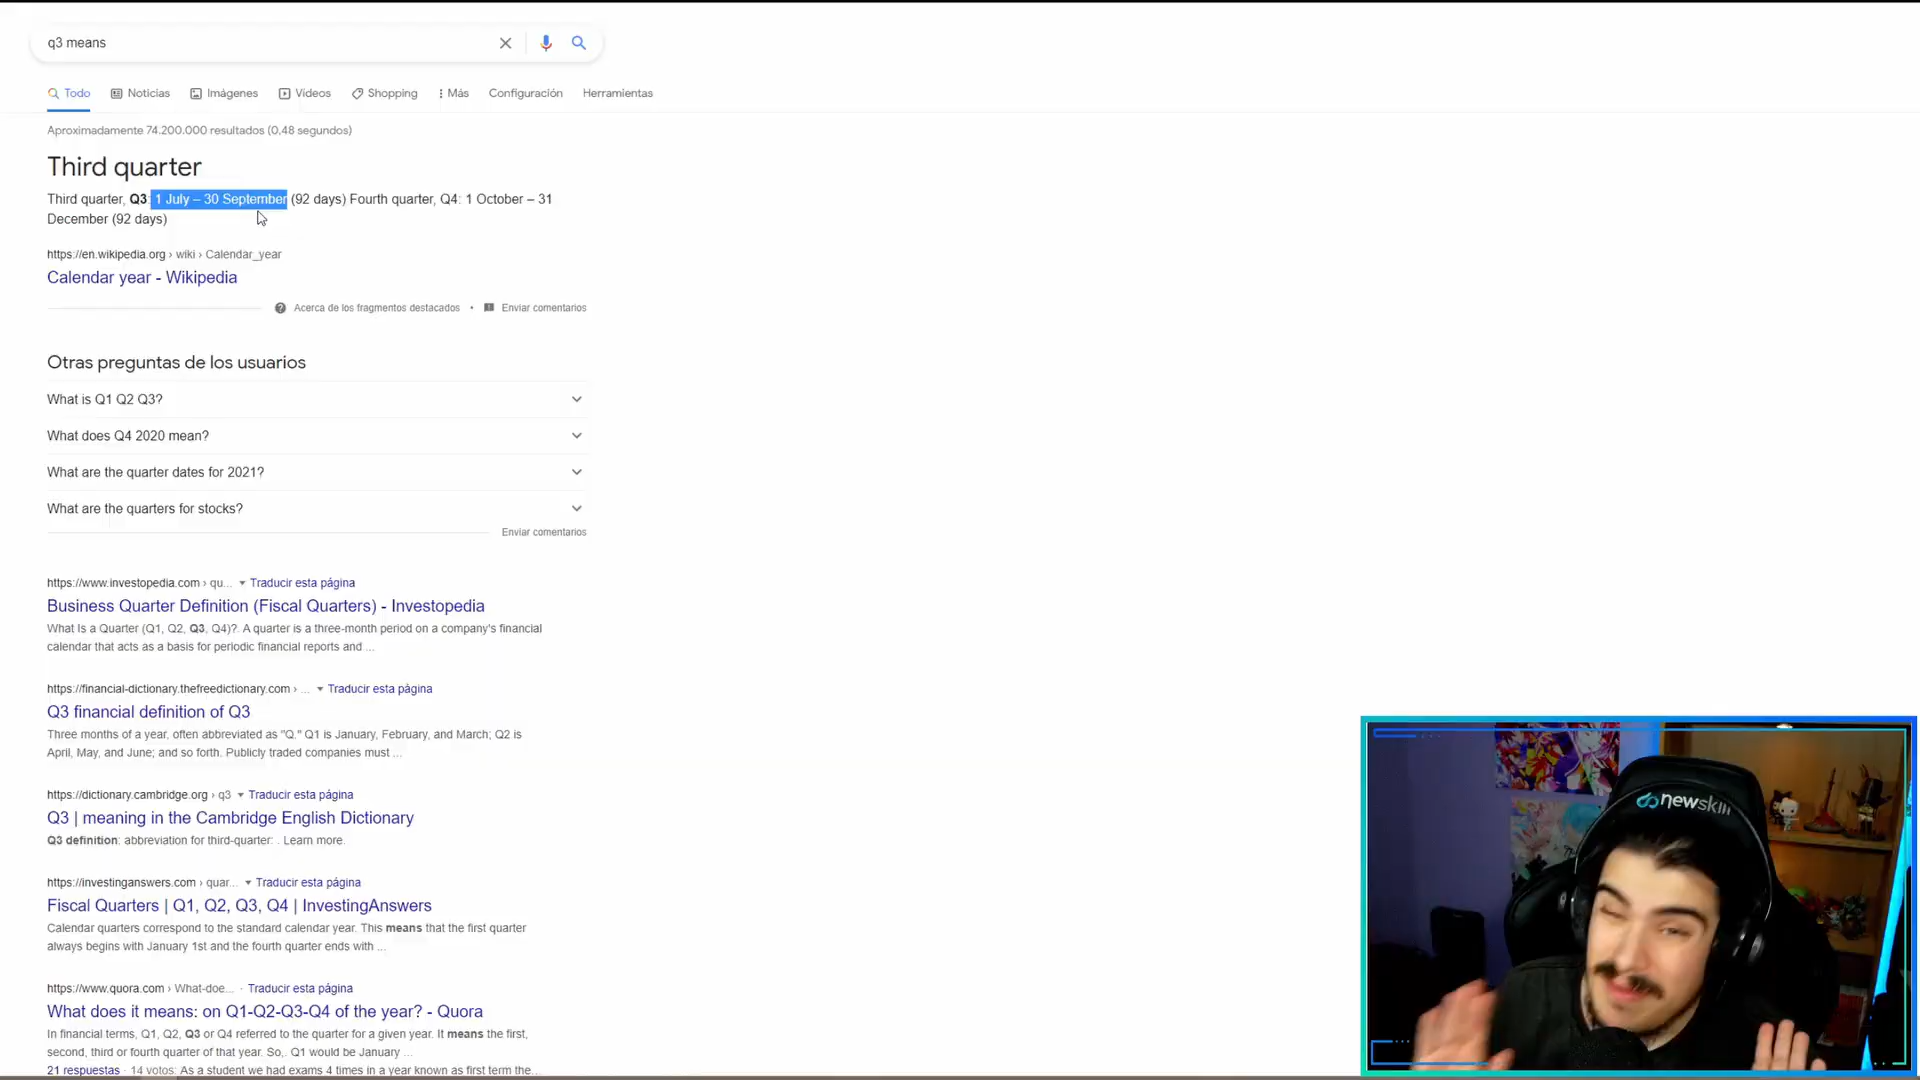 q3 means
Todo Noticias Imágenes Vídeos Shopping Más Configuración Herramientas
Aproximadamente 74.200.000 resultados (0,48 segundos)
Third quarter
Third quarter, Q3: 1 July – 30 September (92 days) Fourth quarter, Q4: 1 October – 31
December (92 days)
https://en.wikipedia.org › wiki › Calendar_year
Calendar year - Wikipedia
Acerca de los fragmentos destacados • Enviar comentarios
Otras preguntas de los usuarios
What is Q1 Q2 Q3?
What does Q4 2020 mean?
What are the quarter dates for 2021?
What are the quarters for stocks?
Enviar comentarios
https://www.investopedia.com › qu... Traducir esta página
Business Quarter Definition (Fiscal Quarters) - Investopedia
What Is a Quarter (Q1, Q2, Q3, Q4)?. A quarter is a three-month period on a company's financial
calendar that acts as a basis for periodic financial reports and ...
https://financial-dictionary.thefreedictionary.com › ... Traducir esta página
Q3 financial definition of Q3
Three months of a year, often abbreviated as "Q." Q1 is January, February, and March; Q2 is
April, May, and June; and so forth. Publicly traded companies must ...
https://dictionary.cambridge.org › q3 Traducir esta página
Q3 | meaning in the Cambridge English Dictionary
Q3 definition: abbreviation for third-quarter: . Learn more.
https://investinganswers.com › quar... Traducir esta página
Fiscal Quarters | Q1, Q2, Q3, Q4 | InvestingAnswers
Calendar quarters correspond to the standard calendar year. This means that the first quarter
always begins with January 1st and the fourth quarter ends with ...
https://www.quora.com › What-doe... · Traducir esta página
What does it means: on Q1-Q2-Q3-Q4 of the year? - Quora
In financial terms, Q1, Q2, Q3 or Q4 referred to the quarter for a given year. It means the first,
second, third or fourth quarter of that year. So,. Q1 would be January ...
21 respuestas · 14 votos: As a student we had exams 4 times in a year known as first term the...
newskill